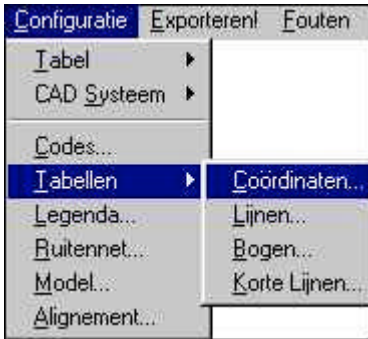 Configuratie Exporteren! Fouten
Tabel
CAD Systeem
Codes...
Tabellen Coördinaten...
Legenda... Lijnen...
Ruitennet... Bogen...
Model... Korte Lijnen...
Alignement...